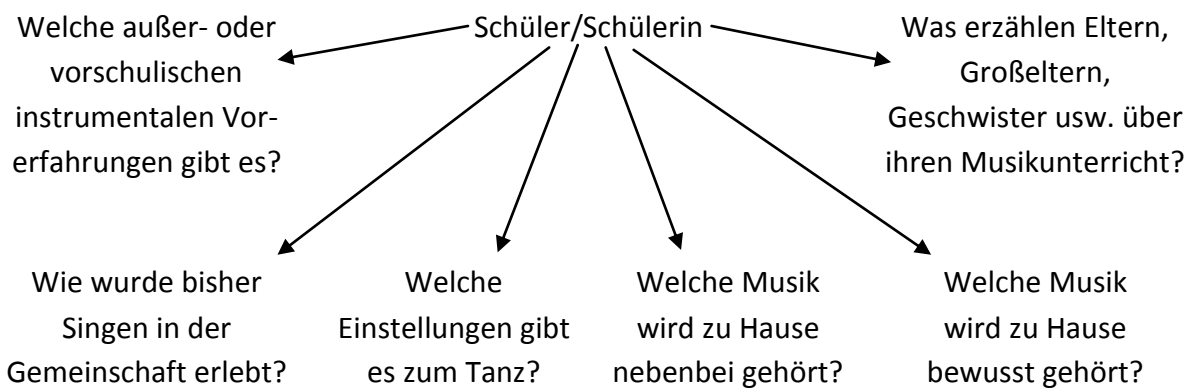 Welche außer- oder
vorschulischen
instrumentalen Vor-
erfahrungen gibt es?
Schüler/Schülerin
Was erzählen Eltern,
Großeltern,
Geschwister usw. über
ihren Musikunterricht?
Wie wurde bisher
Singen in der
Gemeinschaft erlebt?
Welche
Einstellungen gibt
es zum Tanz?
Welche Musik
wird zu Hause
nebenbei gehört?
Welche Musik
wird zu Hause
bewusst gehört?